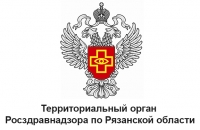 Территориальный орган
Росздравнадзора по Рязанской области